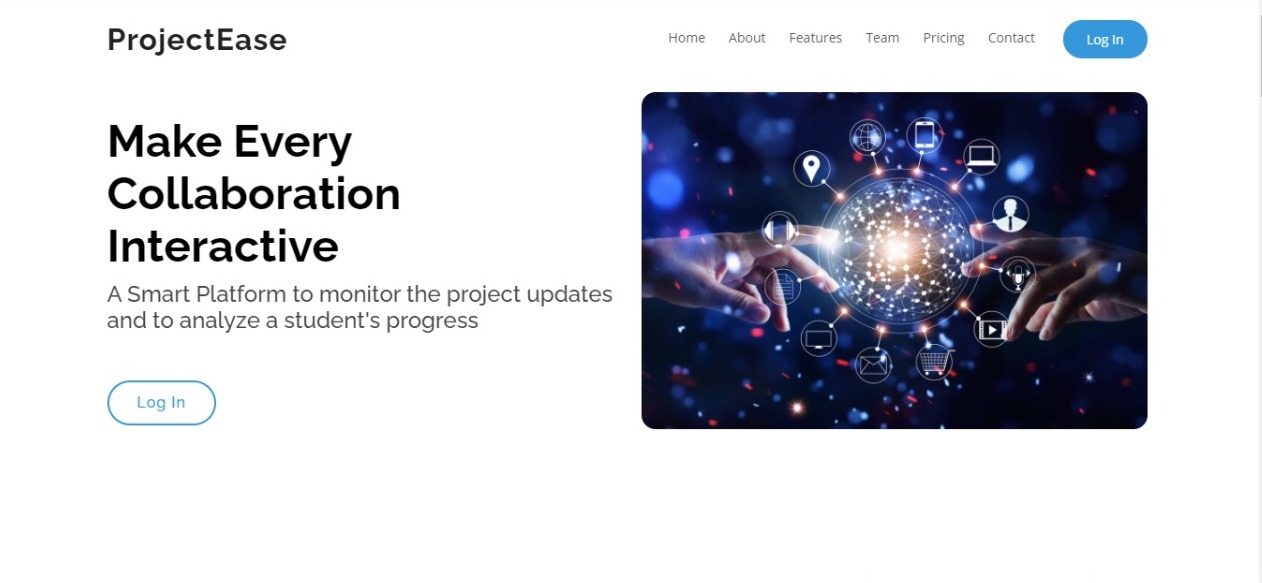 ProjectEase
Home About Features Team Pricing Contact Log In
Make Every
Collaboration
Interactive
A Smart Platform to monitor the project updates
and to analyze a student's progress
Log In